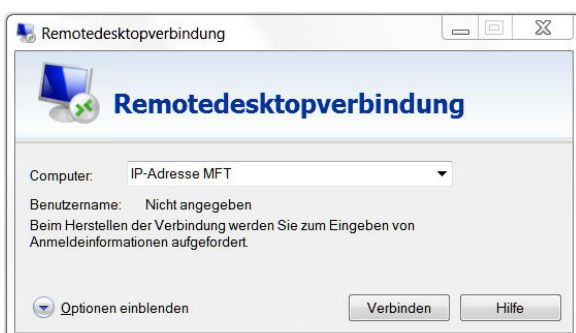 Remotedesktopverbindung
Remotedesktopverbindung
Computer: IP-Adresse MFT
Benutzername: Nicht angegeben
Beim Herstellen der Verbindung werden Sie zum Eingeben von
Anmeldeinformationen aufgefordert.
Optionen einblenden Verbinden Hilfe